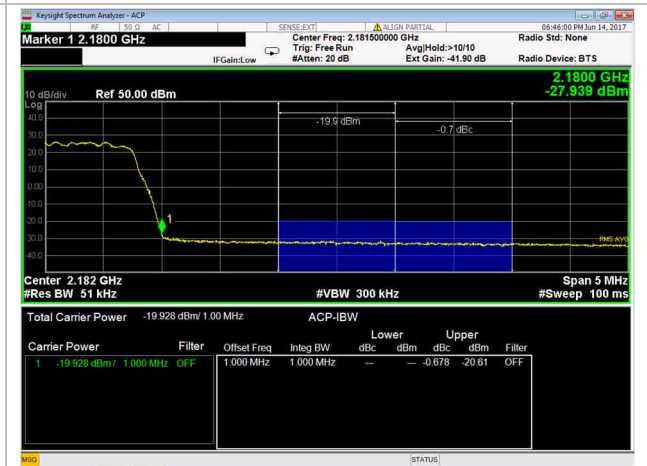 Keysight Spectrum Analyzer - ACP
RF 50 Ω AC SENSE:EXT ALIGN PARTIAL 06:46:00 PM Jun 14, 2017
Marker 1 2.1800 GHz
Center Freq: 2.181500000 GHz
Radio Std: None
Trig: Free Run Avg|Hold:>10/10
IFGain:Low #Atten: 20 dB Ext Gain: -41.90 dB Radio Device: BTS
2.1800 GHz
-27.939 dBm
10 dB/div Ref 50.00 dBm
Log
40.0
30.0
20.0
10.0
0.00
-10.0
-20.0
-30.0
-40.0
-19.9 dBm
-0.7 dBc
1
RMS AVG
Center 2.182 GHz Span 5 MHz
#Res BW 51 kHz #VBW 300 kHz #Sweep 100 ms
Total Carrier Power -19.928 dBm/ 1.00 MHz ACP-IBW
Lower Upper
Carrier Power Filter Offset Freq Integ BW dBc dBm dBc dBm Filter
1 -19.928 dBm / 1.000 MHz OFF 1.000 MHz 1.000 MHz --- --- -0.678 -20.61 OFF
MSG STATUS